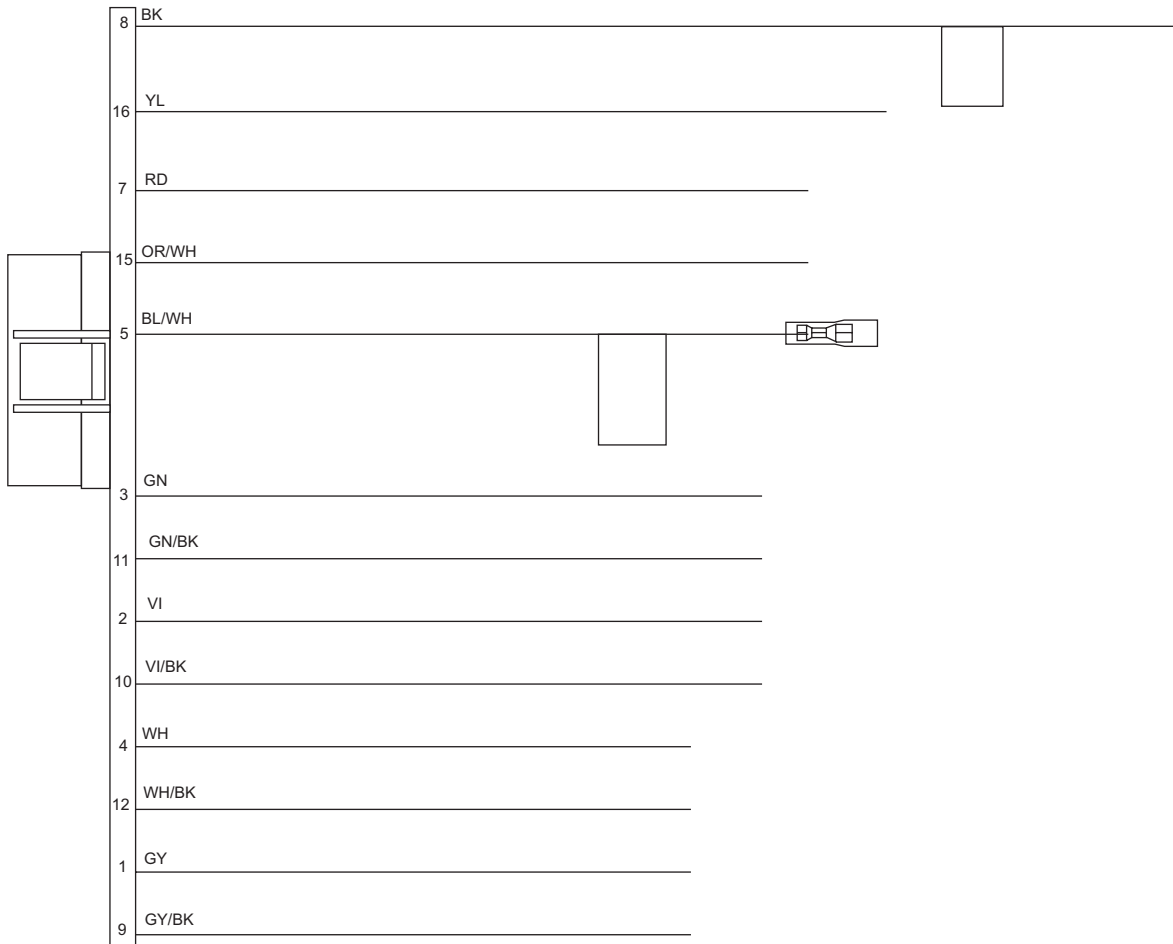 8 BK
16 YL
7 RD
15 OR/WH
5 BL/WH
3 GN
11 GN/BK
2 VI
10 VI/BK
4 WH
12 WH/BK
1 GY
9 GY/BK